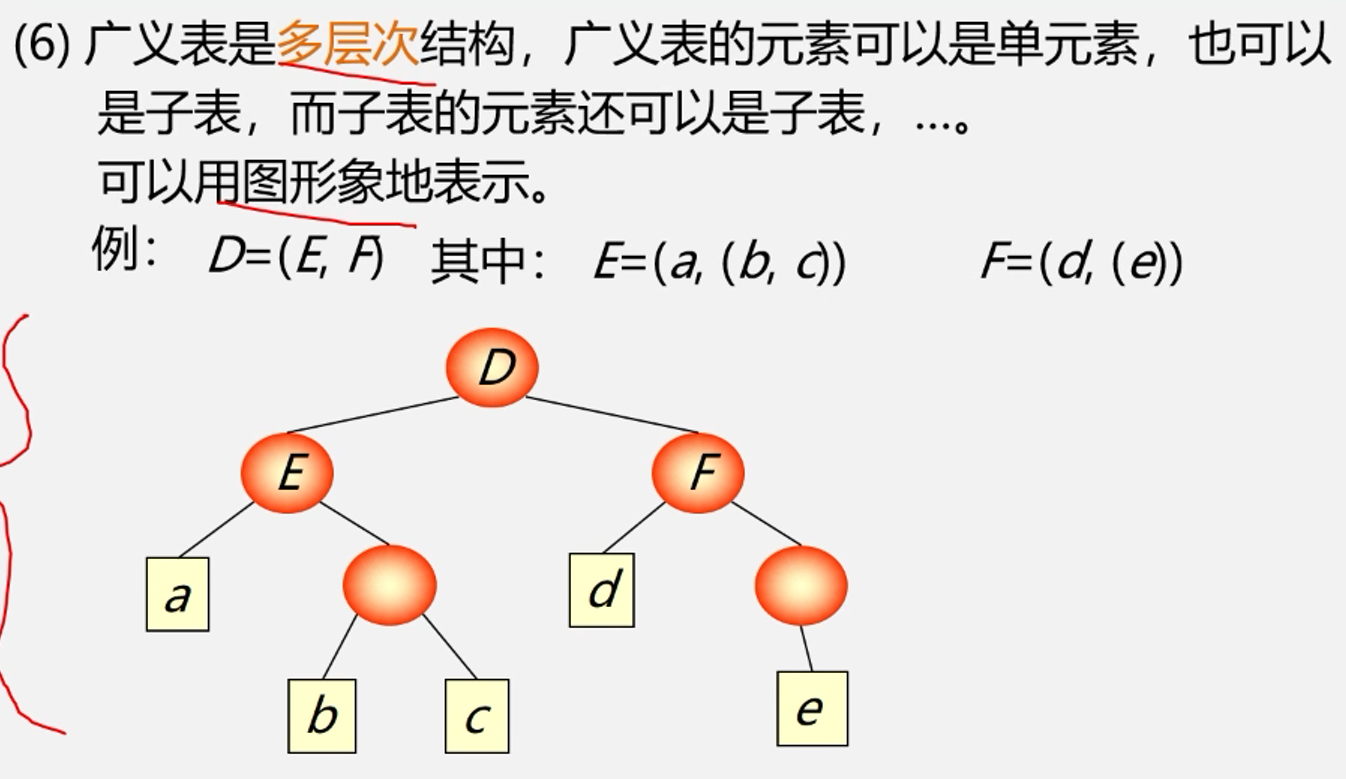 (6) 广义表是多层次结构，广义表的元素可以是单元素，也可以
是子表，而子表的元素还可以是子表，…。
可以用图形象地表示。
例： D=(E, F) 其中： E=(a, (b, c)) F=(d, (e))
D
E F
a d
b c e